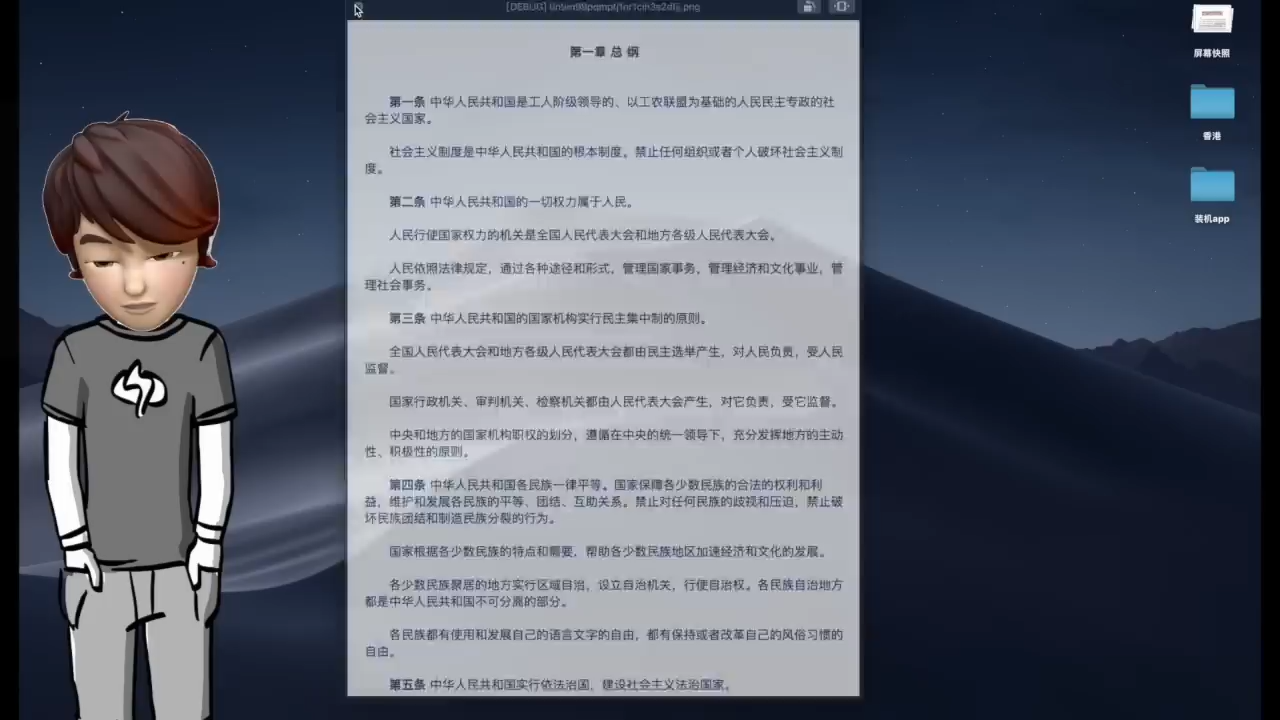 第一章 总 纲
第一条 中华人民共和国是工人阶级领导的、以工农联盟为基础的人民民主专政的社
会主义国家。
社会主义制度是中华人民共和国的根本制度。禁止任何组织或者个人破坏社会主义制
度。
第二条 中华人民共和国的一切权力属于人民。
人民行使国家权力的机关是全国人民代表大会和地方各级人民代表大会。
人民依照法律规定，通过各种途径和形式，管理国家事务，管理经济和文化事业，管
理社会事务。
第三条 中华人民共和国的国家机构实行民主集中制的原则。
全国人民代表大会和地方各级人民代表大会都由民主选举产生，对人民负责，受人民
监督。
国家行政机关、审判机关、检察机关都由人民代表大会产生，对它负责，受它监督。
中央和地方的国家机构职权的划分，遵循在中央的统一领导下，充分发挥地方的主动
性、积极性的原则。
第四条 中华人民共和国各民族一律平等。国家保障各少数民族的合法的权利和利
益，维护和发展各民族的平等、团结、互助关系。禁止对任何民族的歧视和压迫，禁止破
坏民族团结和制造民族分裂的行为。
国家根据各少数民族的特点和需要，帮助各少数民族地区加速经济和文化的发展。
各少数民族聚居的地方实行区域自治，设立自治机关，行使自治权。各民族自治地方
都是中华人民共和国不可分离的部分。
各民族都有使用和发展自己的语言文字的自由，都有保持或者改革自己的风俗习惯的
自由。
第五条 中华人民共和国实行依法治国，建设社会主义法治国家。
[DEBUG]
屏幕快照
香港
装机app